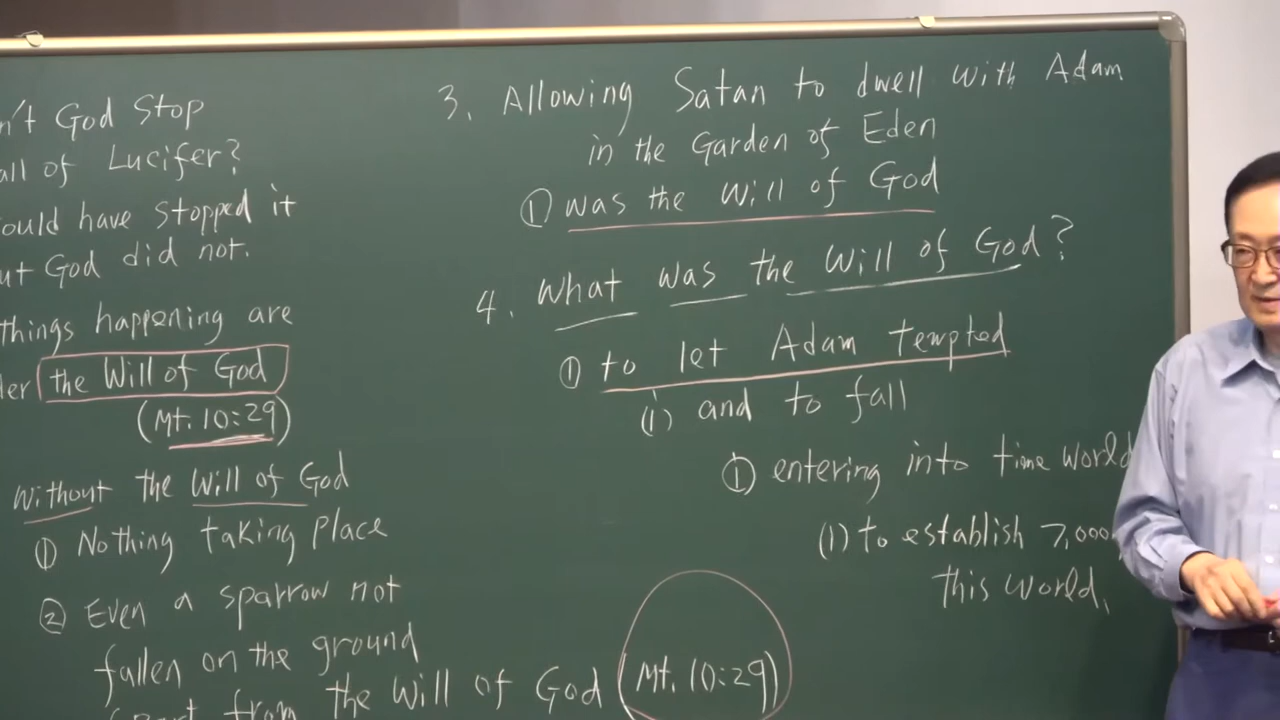 n't God Stop
all of Lucifer?
ould have stopped it
ut God did not.
things happening are
der the Will of God
(Mt. 10:29)
Without the Will of God
① Nothing taking place
② Even a sparrow not
fallen on the ground
apart from the Will of God (Mt. 10:29)
3. Allowing Satan to dwell with Adam
in the Garden of Eden
① was the Will of God
4. What was the Will of God?
① to let Adam tempted
(1) and to fall
① entering into time world
(1) to establish 7,000
this world,